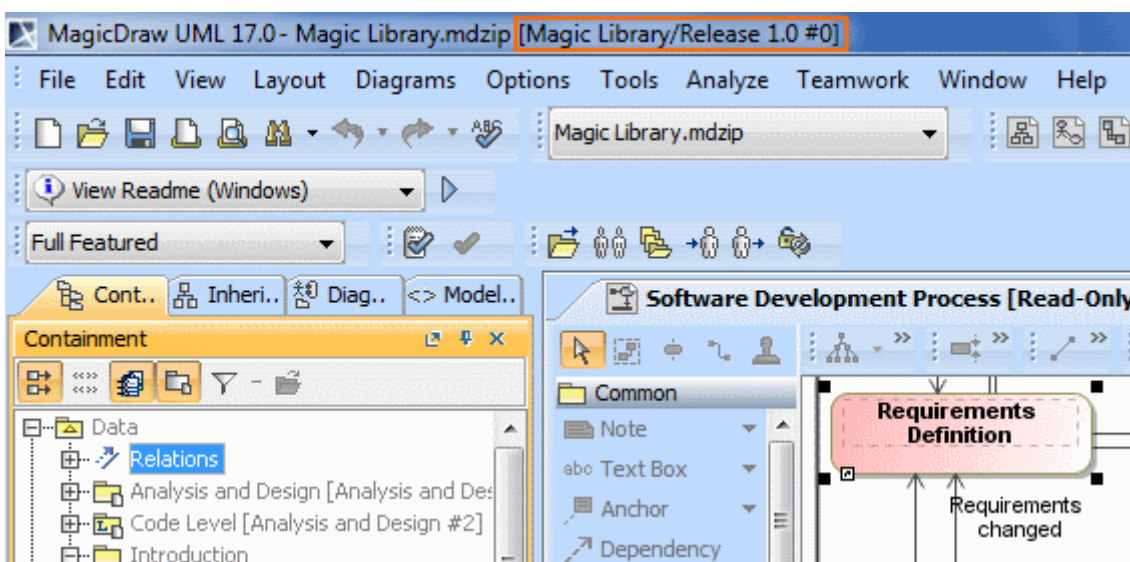 MagicDraw UML 17.0 - Magic Library.mdzip [Magic Library/Release 1.0 #0]
File Edit View Layout Diagrams Options Tools Analyze Teamwork Window Help
ABC Magic Library.mdzip
View Readme (Windows)
Full Featured
Cont.. Inheri.. Diag.. <> Model..
Software Development Process [Read-Only
Containment
Common
Data
Relations
Analysis and Design [Analysis and Des
Code Level [Analysis and Design #2]
Introduction
Note
abc Text Box
Anchor
Dependency
Requirements
Definition
Requirements
changed